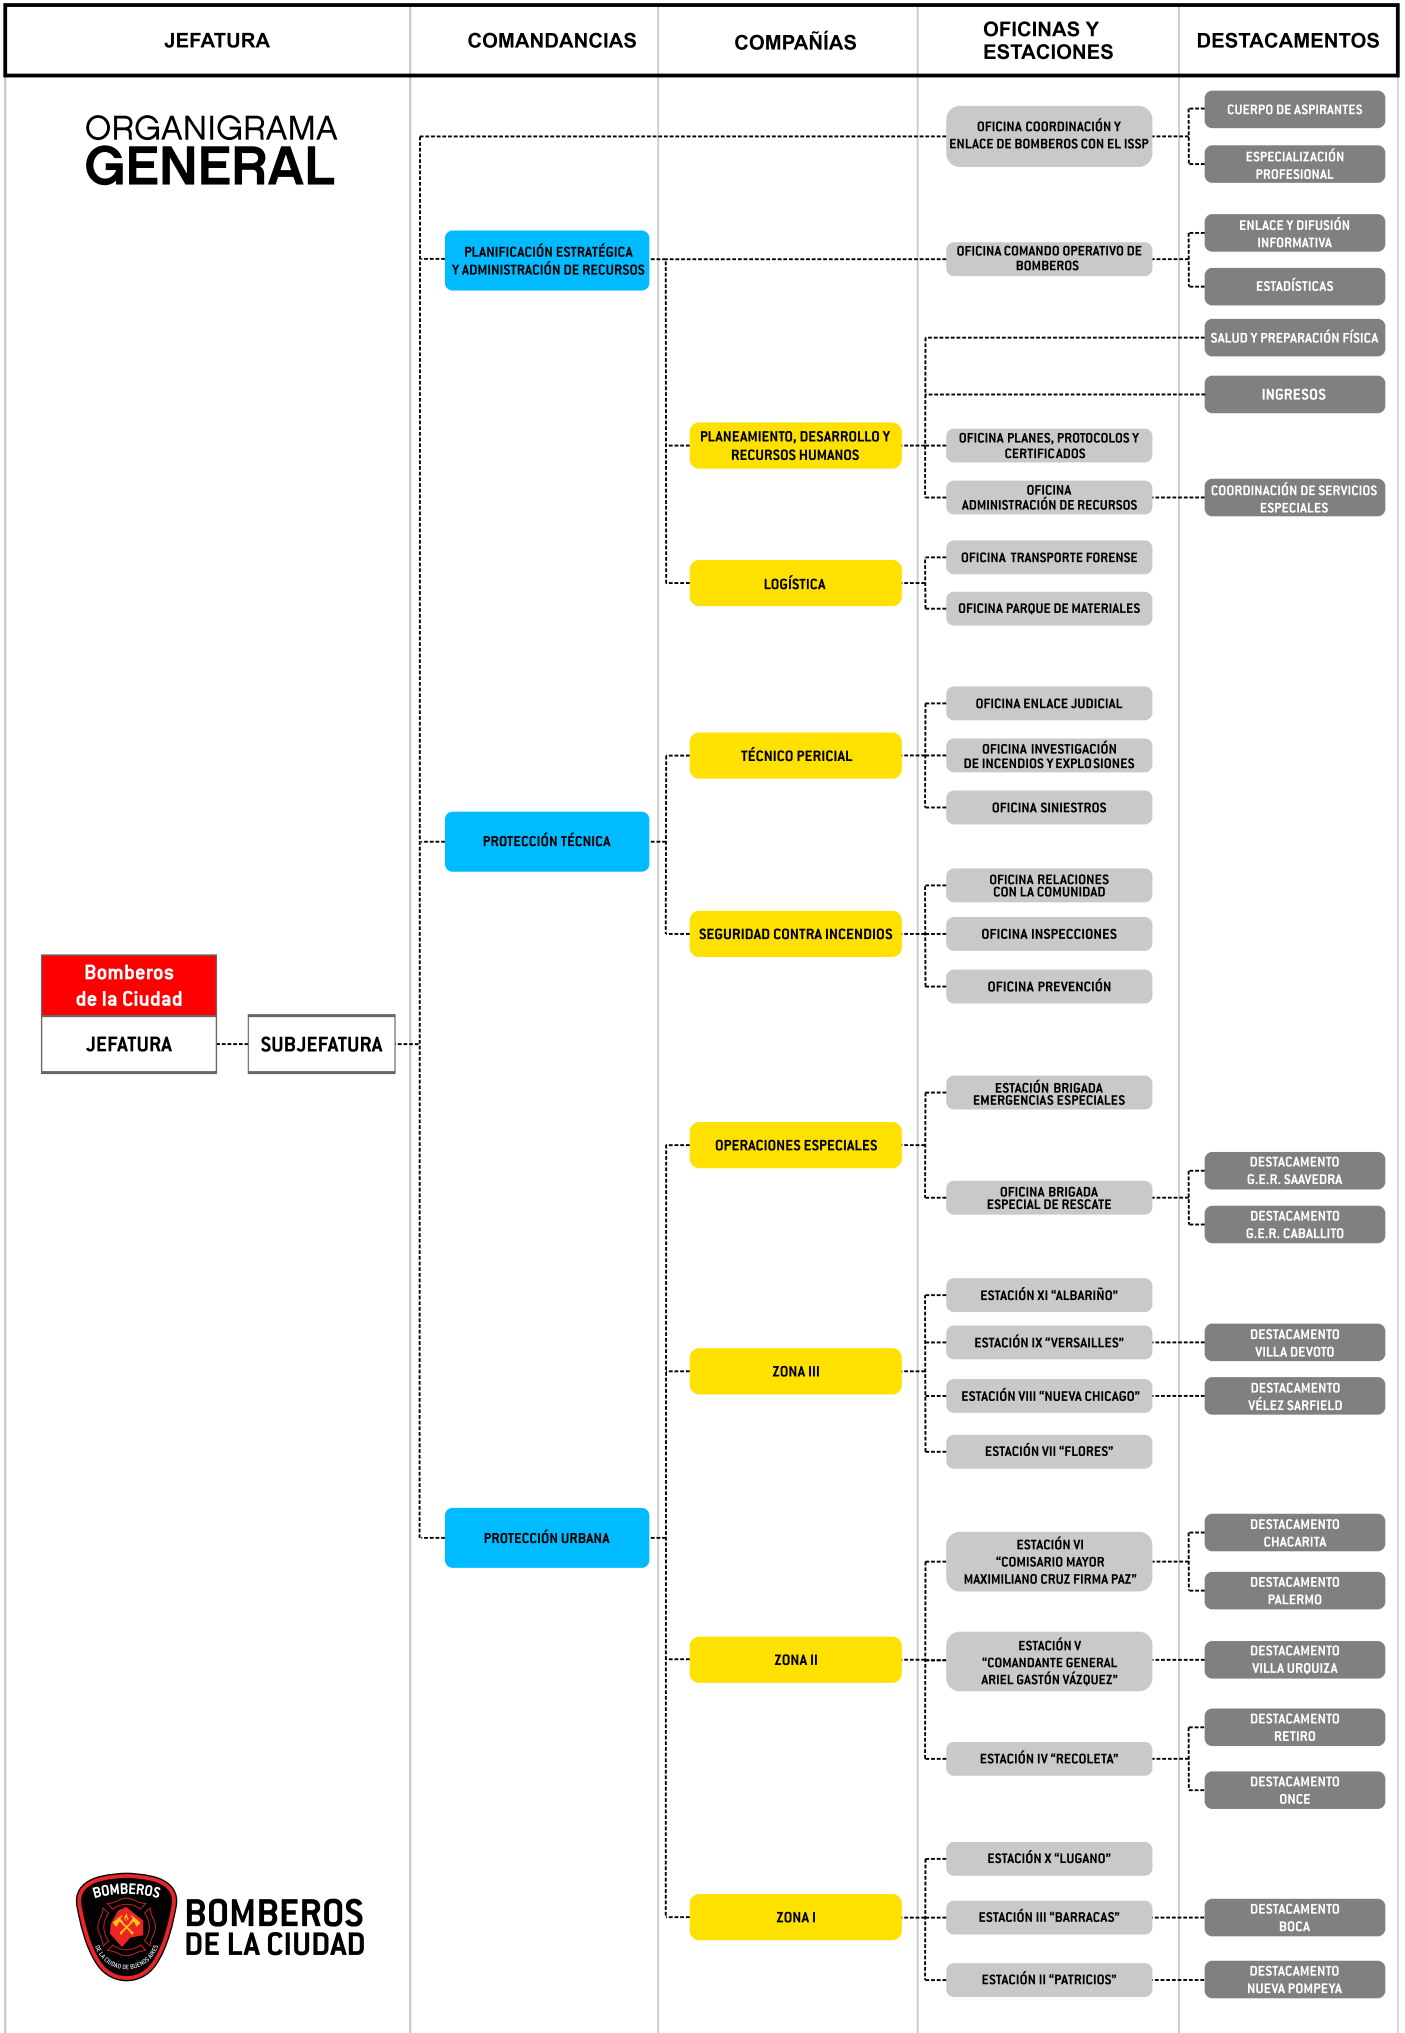 JEFATURA
COMANDANCIAS
COMPAÑÍAS
OFICINAS Y
ESTACIONES
DESTACAMENTOS
ORGANIGRAMA
GENERAL
OFICINA COORDINACIÓN Y
ENLACE DE BOMBEROS CON EL ISSP
CUERPO DE ASPIRANTES
ESPECIALIZACIÓN
PROFESIONAL
PLANIFICACIÓN ESTRATÉGICA
Y ADMINISTRACIÓN DE RECURSOS
OFICINA COMANDO OPERATIVO DE
BOMBEROS
ENLACE Y DIFUSIÓN
INFORMATIVA
ESTADÍSTICAS
SALUD Y PREPARACIÓN FÍSICA
INGRESOS
PLANEAMIENTO, DESARROLLO Y
RECURSOS HUMANOS
OFICINA PLANES, PROTOCOLOS Y
CERTIFICADOS
OFICINA
ADMINISTRACIÓN DE RECURSOS
COORDINACIÓN DE SERVICIOS
ESPECIALES
LOGÍSTICA
OFICINA TRANSPORTE FORENSE
OFICINA PARQUE DE MATERIALES
PROTECCIÓN TÉCNICA
TÉCNICO PERICIAL
OFICINA ENLACE JUDICIAL
OFICINA INVESTIGACIÓN
DE INCENDIOS Y EXPLOSIONES
OFICINA SINIESTROS
SEGURIDAD CONTRA INCENDIOS
OFICINA RELACIONES
CON LA COMUNIDAD
OFICINA INSPECCIONES
OFICINA PREVENCIÓN
Bomberos
de la Ciudad
JEFATURA
SUBJEFATURA
PROTECCIÓN URBANA
OPERACIONES ESPECIALES
ESTACIÓN BRIGADA
EMERGENCIAS ESPECIALES
OFICINA BRIGADA
ESPECIAL DE RESCATE
DESTACAMENTO
G.E.R. SAAVEDRA
DESTACAMENTO
G.E.R. CABALLITO
ZONA III
ESTACIÓN XI “ALBARIÑO”
ESTACIÓN IX “VERSAILLES”
DESTACAMENTO
VILLA DEVOTO
ESTACIÓN VIII “NUEVA CHICAGO”
DESTACAMENTO
VÉLEZ SARFIELD
ESTACIÓN VII “FLORES”
ZONA II
ESTACIÓN VI
“COMISARIO MAYOR
MAXIMILIANO CRUZ FIRMA PAZ”
DESTACAMENTO
CHACARITA
DESTACAMENTO
PALERMO
ESTACIÓN V
“COMANDANTE GENERAL
ARIEL GASTÓN VÁZQUEZ”
DESTACAMENTO
VILLA URQUIZA
ESTACIÓN IV “RECOLETA”
DESTACAMENTO
RETIRO
DESTACAMENTO
ONCE
ZONA I
ESTACIÓN X “LUGANO”
ESTACIÓN III “BARRACAS”
DESTACAMENTO
BOCA
ESTACIÓN II “PATRICIOS”
DESTACAMENTO
NUEVA POMPEYA
BOMBEROS
DE LA CIUDAD DE BUENOS AIRES
BOMBEROS
DE LA CIUDAD